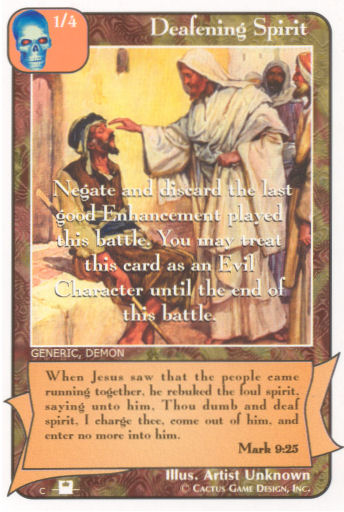 1/4
Deafening Spirit
Negate and discard the last
good Enhancement played
this battle. You may treat
this card as an Evil
Character until the end of
this battle.
GENERIC, DEMON
When Jesus saw that the people came
running together, he rebuked the foul spirit,
saying unto him, Thou dumb and deaf
spirit, I charge thee, come out of him, and
enter no more into him.
Mark 9:25
Illus. Artist Unknown
C
© CACTUS GAME DESIGN, INC.